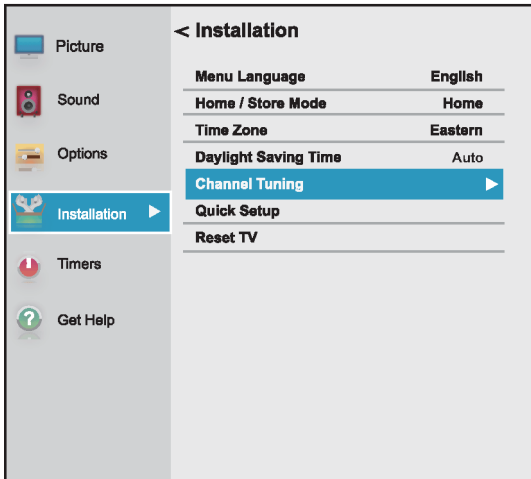 Picture
Sound
Options
Installation
Timers
Get Help
< Installation
Menu Language English
Home / Store Mode Home
Time Zone Eastern
Daylight Saving Time Auto
Channel Tuning
Quick Setup
Reset TV